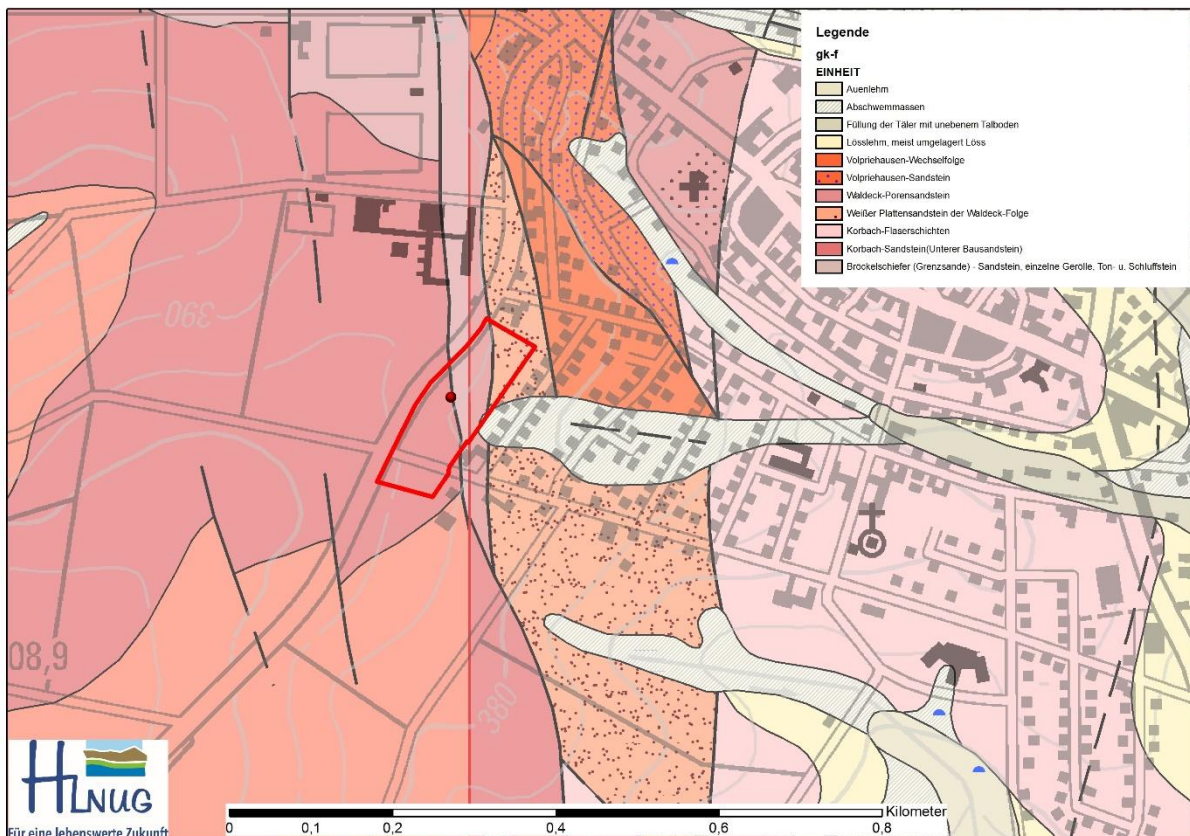 Legende
gk-f
EINHEIT
Auenlehm
Abschwemmassen
Füllung der Täler mit unebenem Talboden
Lösslehm, meist umgelagert Löss
Volpriehausen-Wechselfolge
Volpriehausen-Sandstein
Waldeck-Porensandstein
Weißer Plattensandstein der Waldeck-Folge
Korbach-Flaserschichten
Korbach-Sandstein(Unterer Bausandstein)
Bröckelschiefer (Grenzsande) - Sandstein, einzelne Gerölle, Ton- u. Schluffstein
390
08,9
380
HLNUG
Für eine lebenswerte Zukunft
Kilometer
0 0,1 0,2 0,4 0,6 0,8